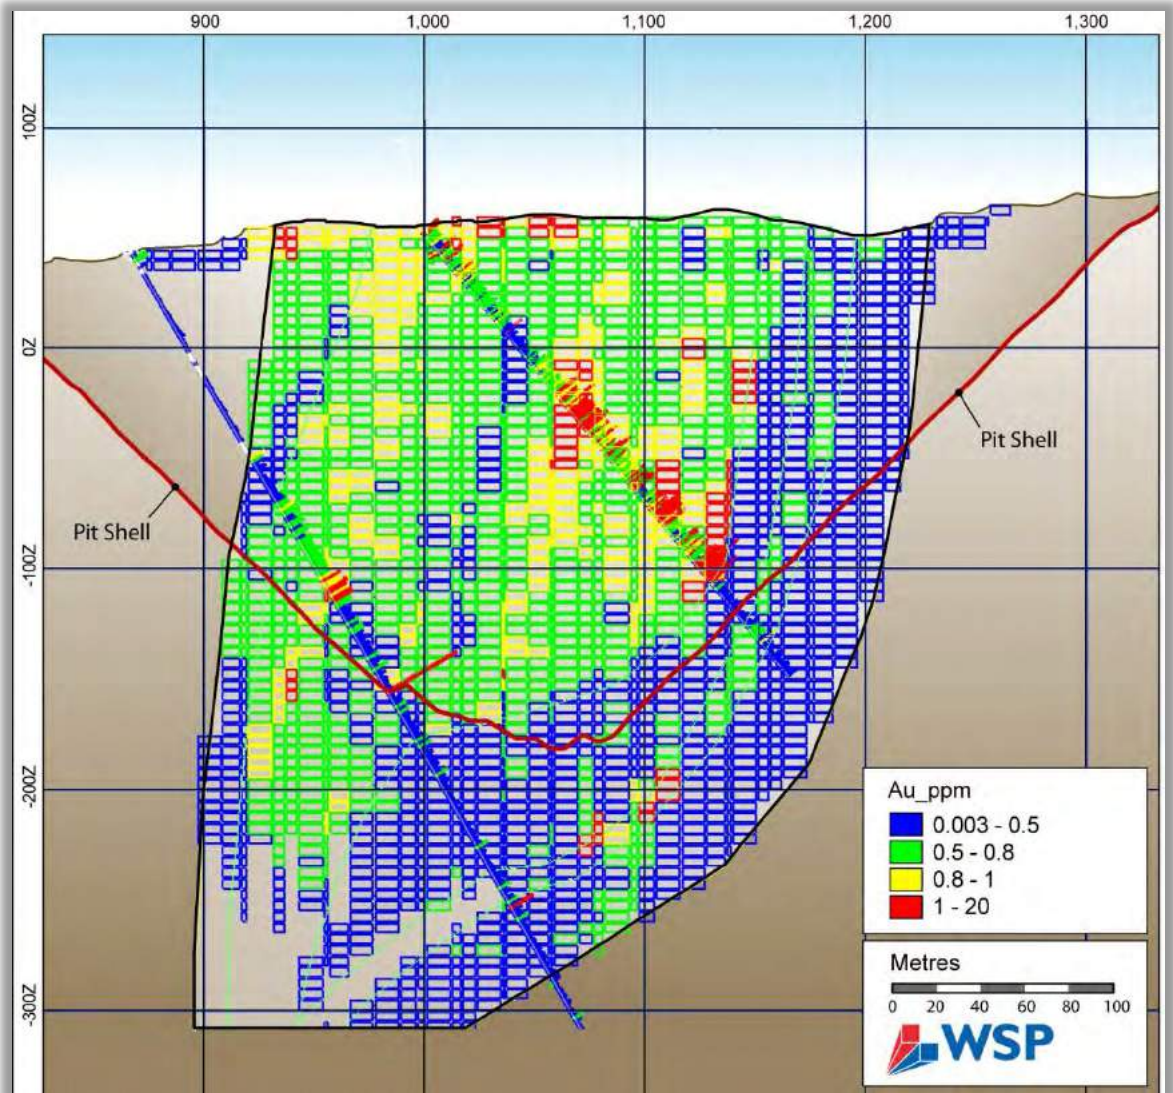 900 1,000 1,100 1,200 1,300
100Z
0Z
-100Z
-200Z
-300Z
Pit Shell
Pit Shell
Au_ppm
0.003 - 0.5
0.5 - 0.8
0.8 - 1
1 - 20
Metres
0 20 40 60 80 100
WSP